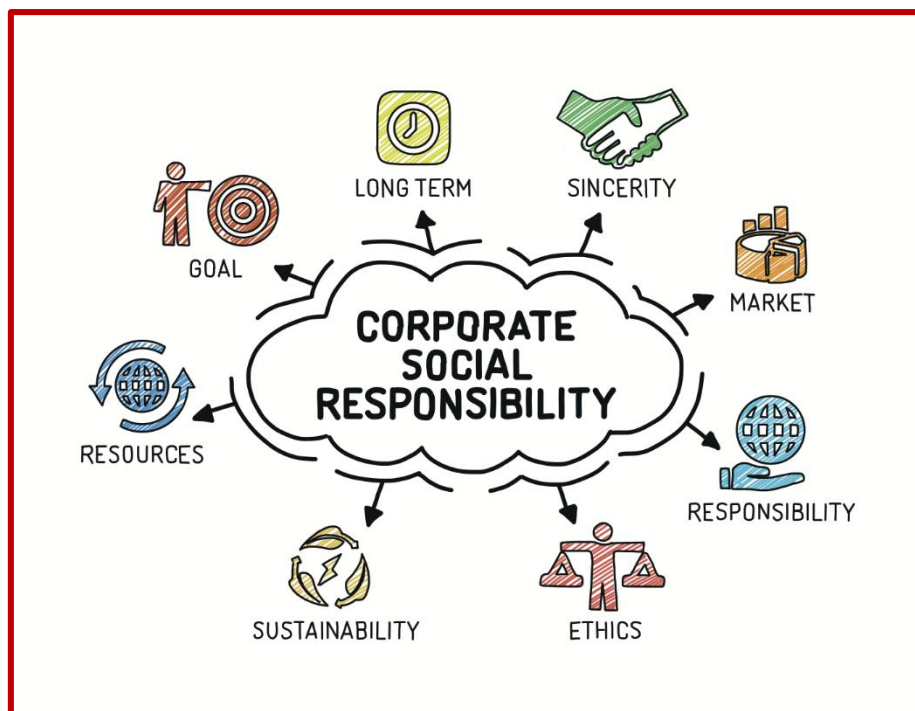 LONG TERM
SINCERITY
GOAL
MARKET
CORPORATE
SOCIAL
RESPONSIBILITY
RESOURCES
RESPONSIBILITY
SUSTAINABILITY
ETHICS